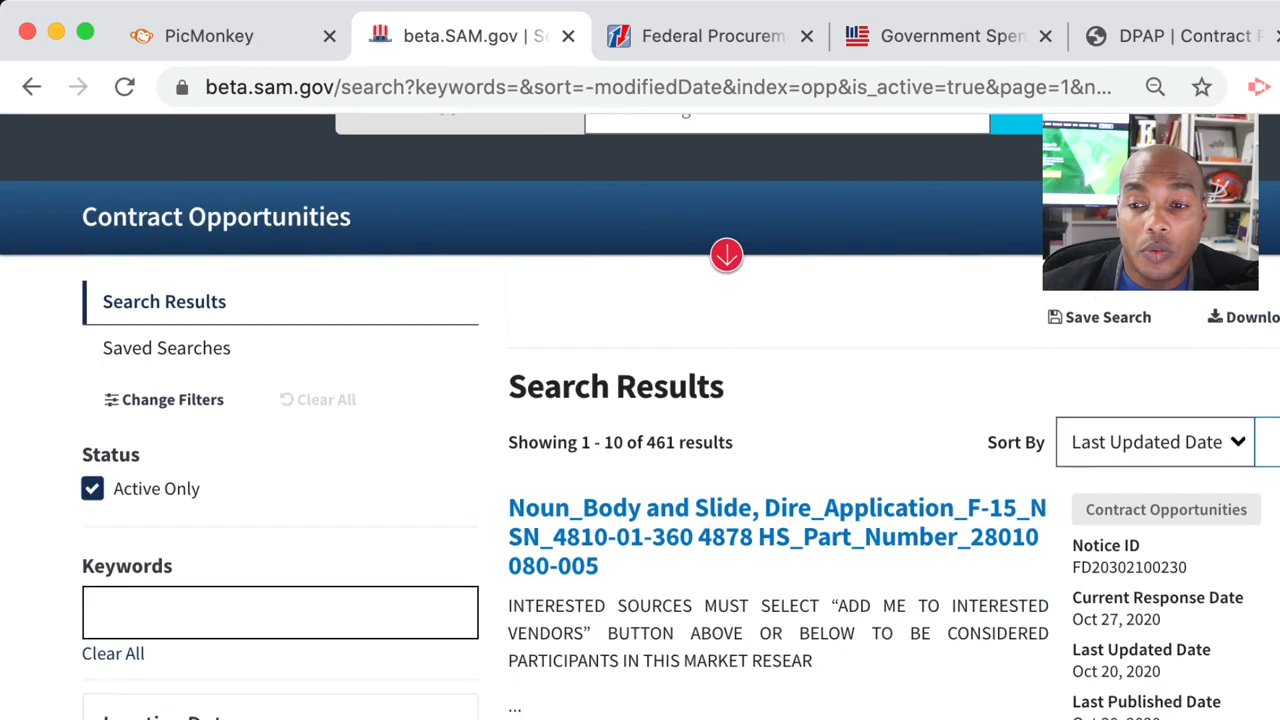 PicMonkey
beta.SAM.gov | Se
Federal Procurem
Government Spen
DPAP | Contract P
beta.sam.gov/search?keywords=&sort=-modifiedDate&index=opp&is_active=true&page=1&n...
Contract Opportunities
Search Results
Saved Searches
Change Filters
Clear All
Status
Active Only
Keywords
Clear All
Save Search
Downlo
Search Results
Showing 1 - 10 of 461 results
Sort By
Last Updated Date
Noun_Body and Slide, Dire_Application_F-15_N
SN_4810-01-360 4878 HS_Part_Number_28010
080-005
INTERESTED SOURCES MUST SELECT “ADD ME TO INTERESTED
VENDORS” BUTTON ABOVE OR BELOW TO BE CONSIDERED
PARTICIPANTS IN THIS MARKET RESEAR
...
Contract Opportunities
Notice ID
FD20302100230
Current Response Date
Oct 27, 2020
Last Updated Date
Oct 20, 2020
Last Published Date